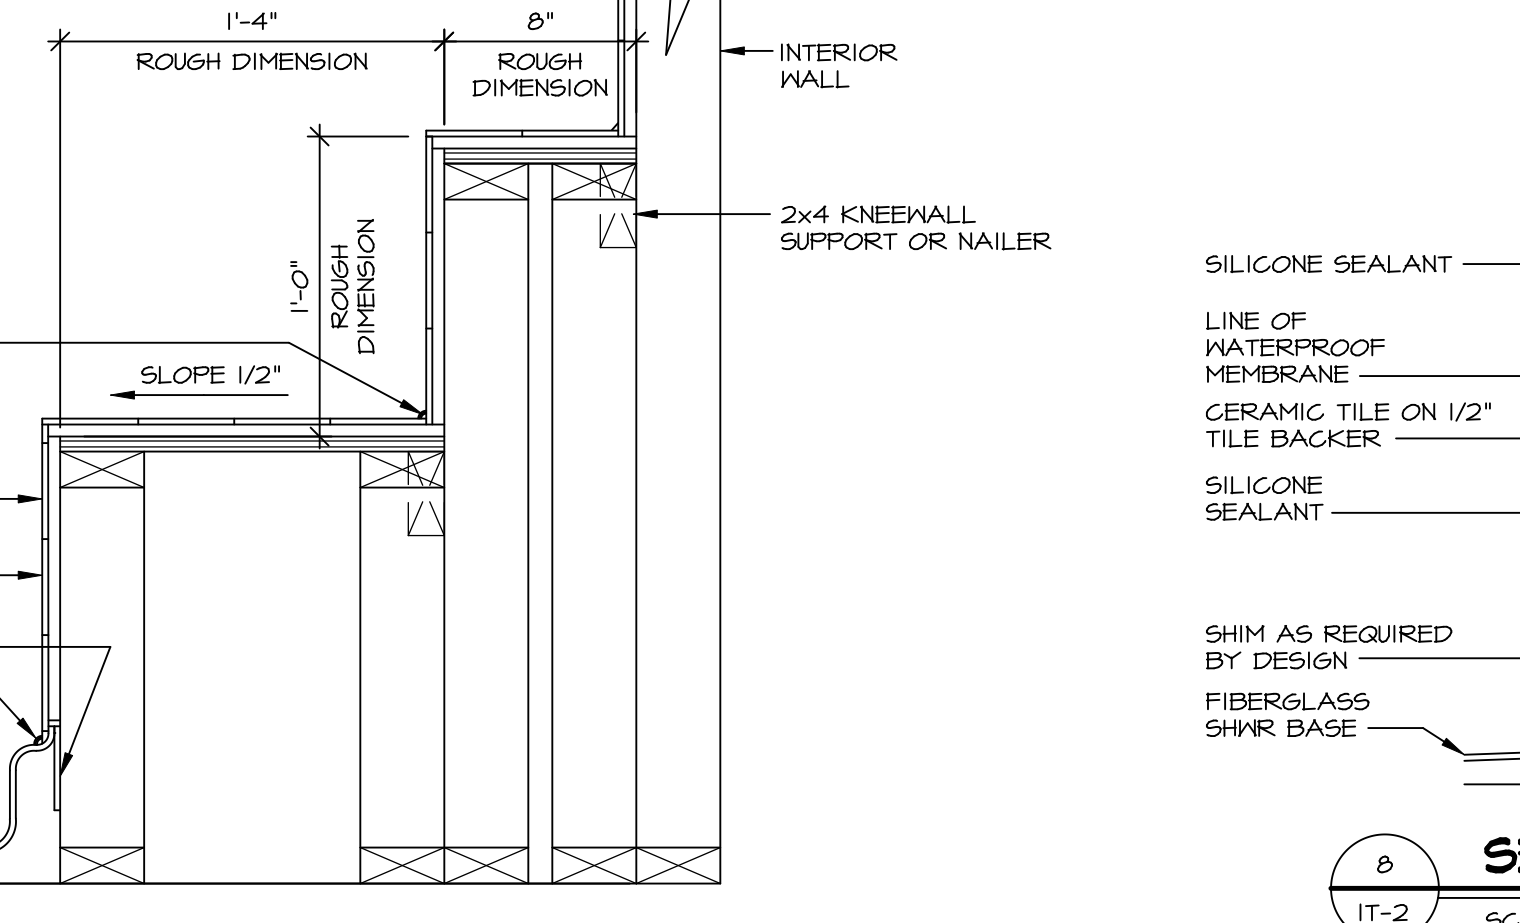 1'-4"
ROUGH DIMENSION
8"
ROUGH
DIMENSION
INTERIOR
WALL
1'-0"
ROUGH
DIMENSION
2x4 KNEEWALL
SUPPORT OR NAILER
SLOPE 1/2"
SILICONE SEALANT
LINE OF
WATERPROOF
MEMBRANE
CERAMIC TILE ON 1/2"
TILE BACKER
SILICONE
SEALANT
SHIM AS REQUIRED
BY DESIGN
FIBERGLASS
SHWR BASE
8
IT-2